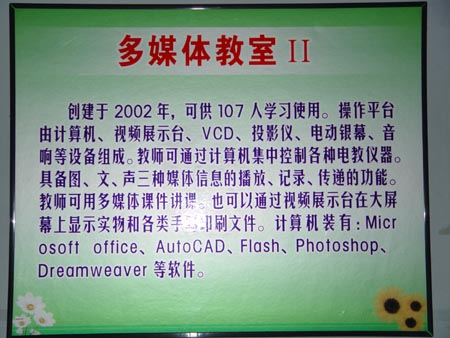 多媒体教室 II
创建于 2002 年，可供 107 人学习使用。操作平台
由计算机、视频展示台、VCD、投影仪、电动银幕、音
响等设备组成。教师可通过计算机集中控制各种电教仪器。
具备图、文、声三种媒体信息的播放、记录、传递的功能。
教师可用多媒体课件讲课。也可以通过视频展示台在大屏
幕上显示实物和各类手 印刷文件。计算机装有：Micr
osoft office、AutoCAD、Flash、Photoshop、
Dreamweaver 等软件。